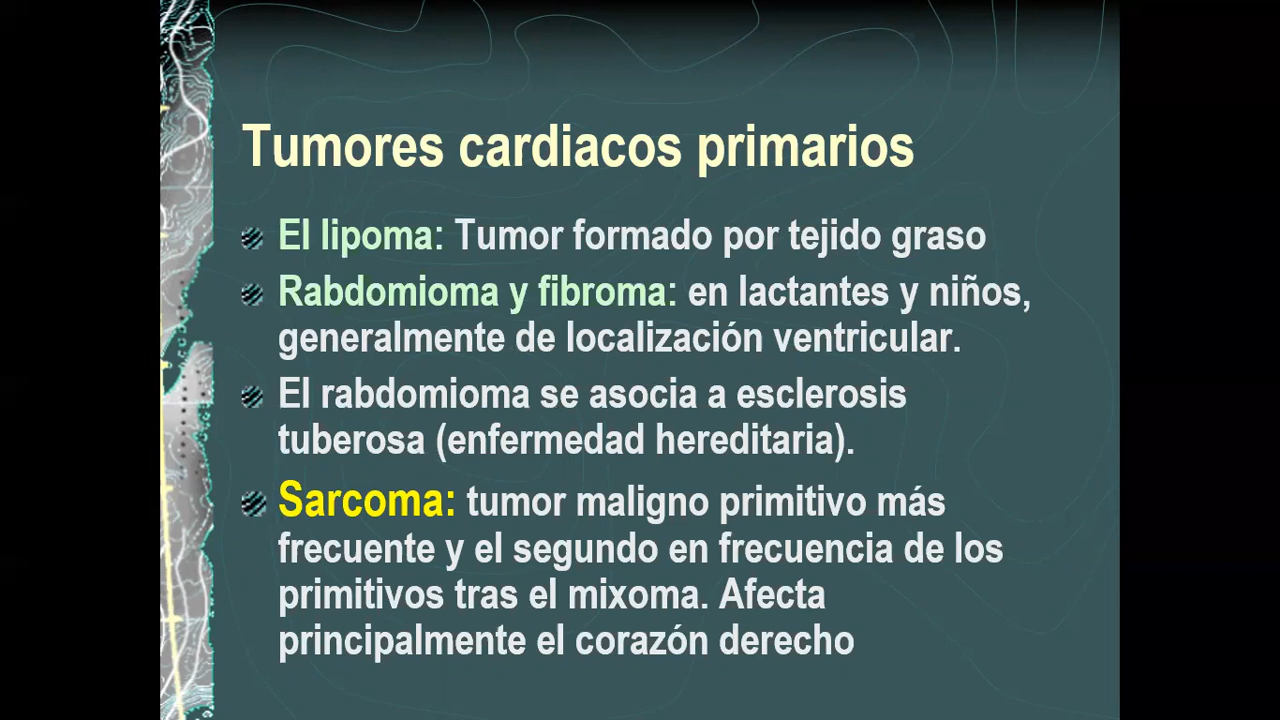 Tumores cardiacos primarios
El lipoma: Tumor formado por tejido graso
Rabdomioma y fibroma: en lactantes y niños,
generalmente de localización ventricular.
El rabdomioma se asocia a esclerosis
tuberosa (enfermedad hereditaria).
Sarcoma: tumor maligno primitivo más
frecuente y el segundo en frecuencia de los
primitivos tras el mixoma. Afecta
principalmente el corazón derecho